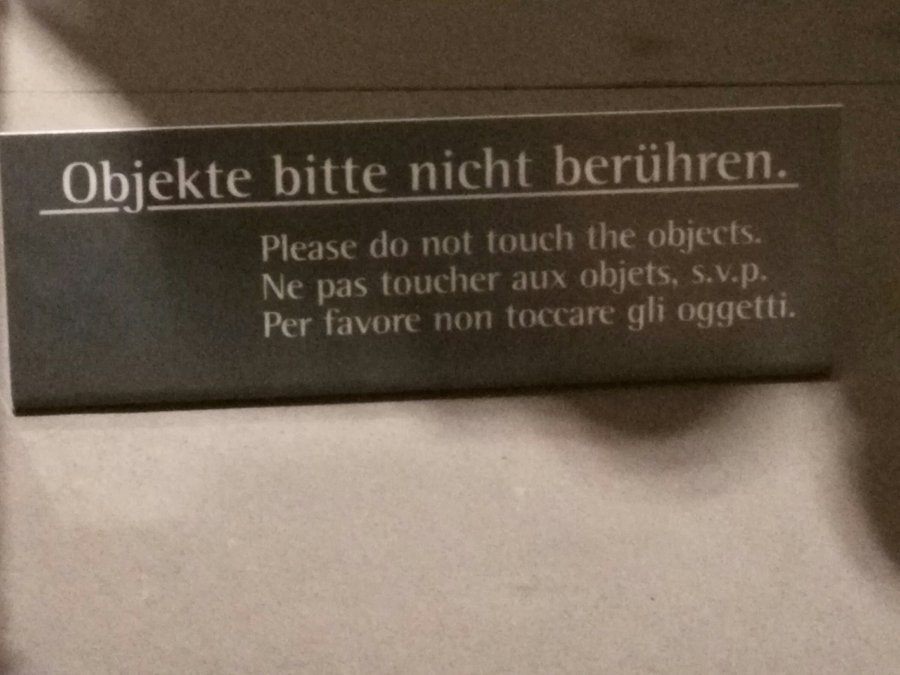 Objekte bitte nicht berühren.
Please do not touch the objects.
Ne pas toucher aux objets, s.v.p.
Per favore non toccare gli oggetti.